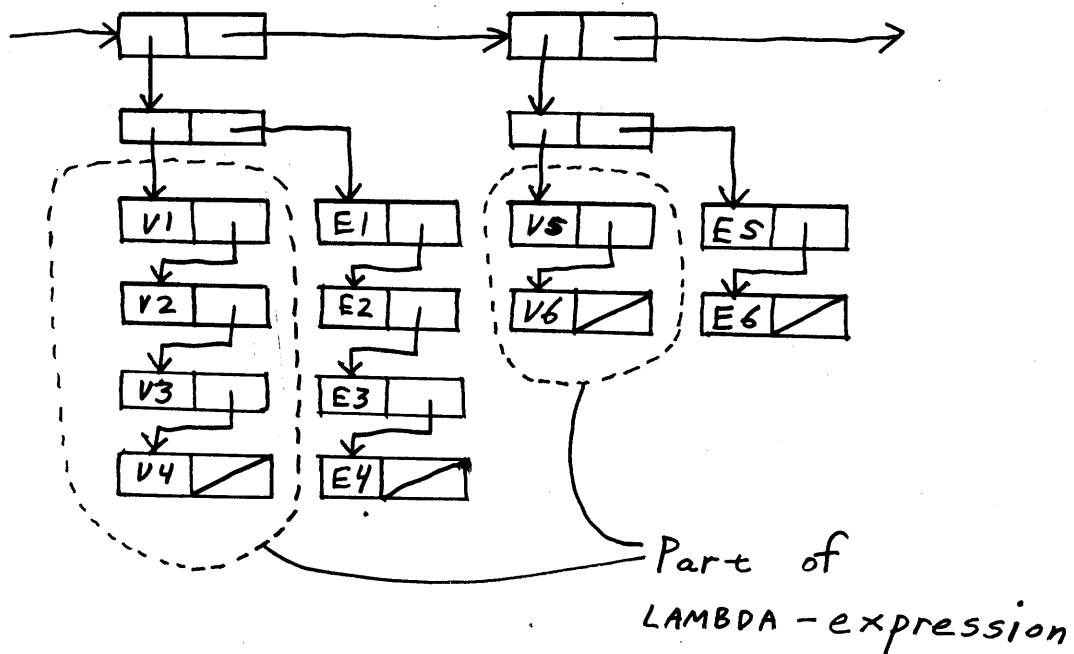 V1 E1 V5 E5
V2 E2 V6 E6
V3 E3
V4 E4
Part of
LAMBDA - expression